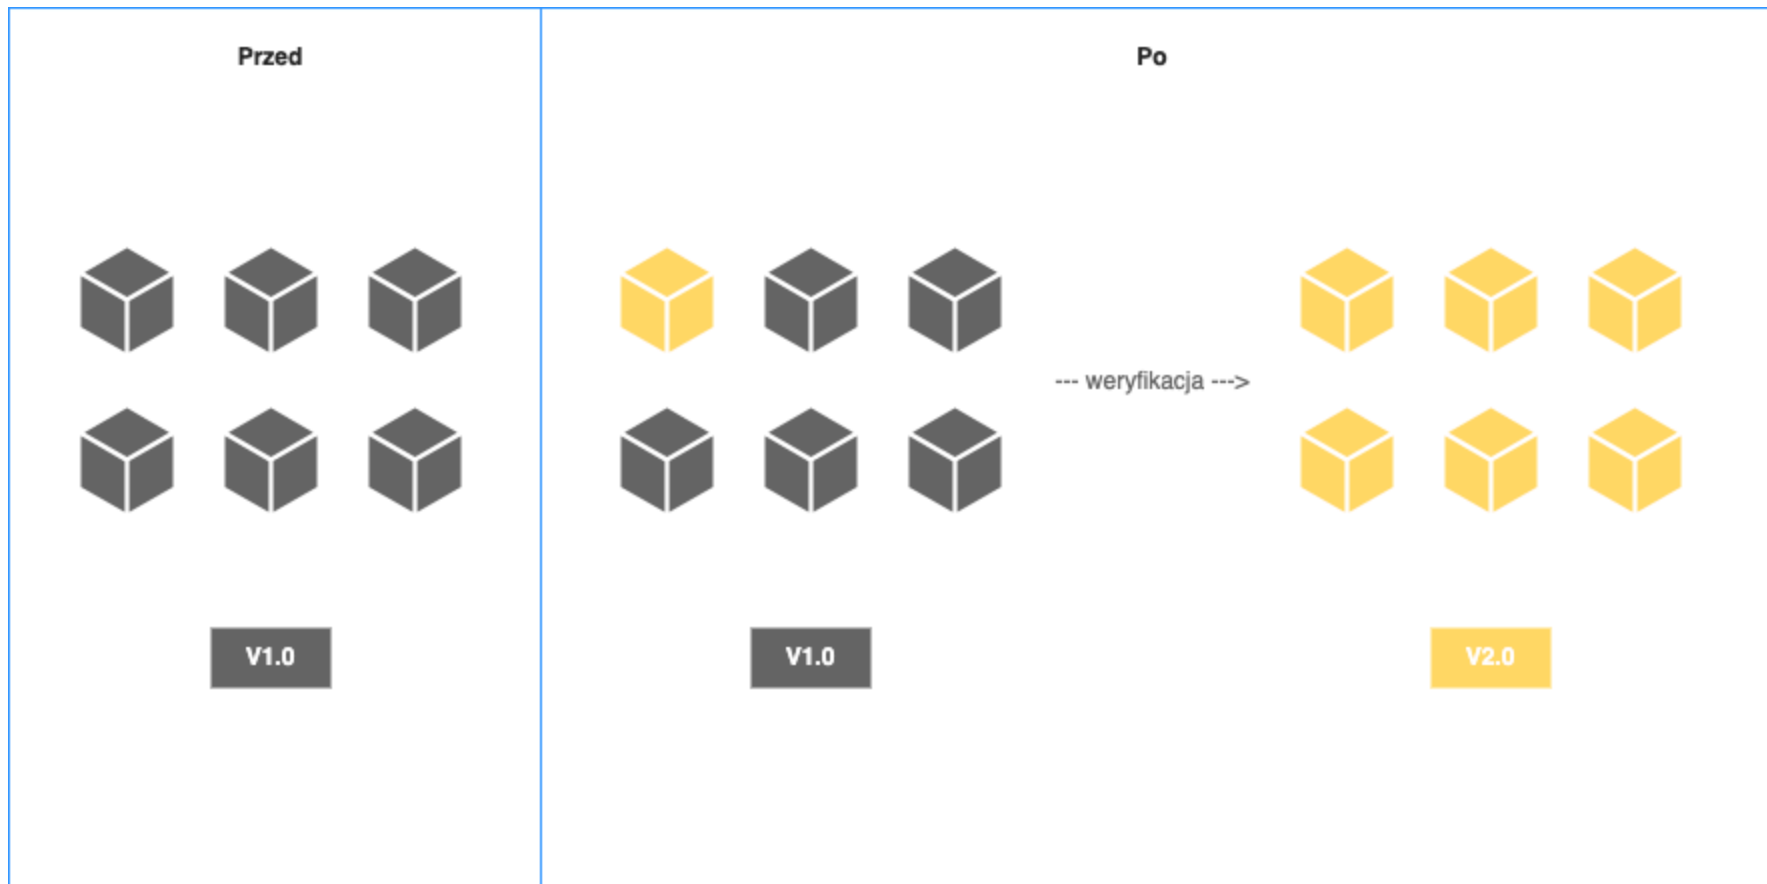 Przed
Po
--- weryfikacja --->
V1.0
V1.0
V2.0